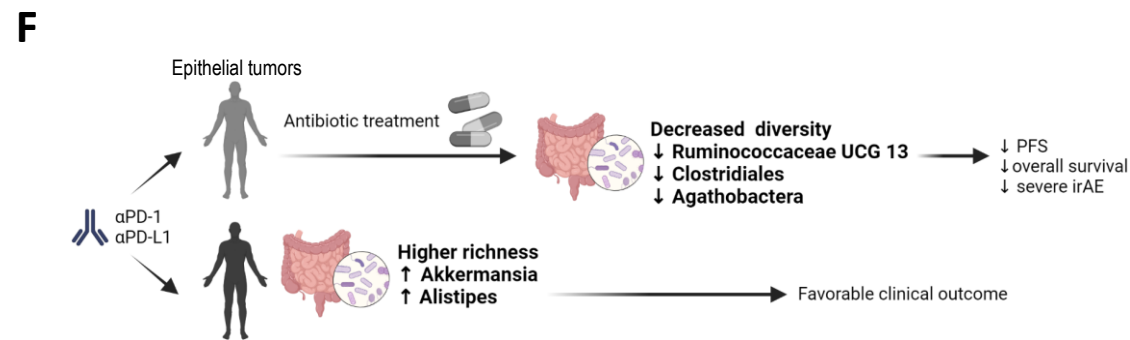 F
Epithelial tumors
Antibiotic treatment
Decreased diversity
↓ Ruminococcaceae UCG 13
↓ Clostridiales
↓ Agathobactera
↓ PFS
↓overall survival
↓ severe irAE
αPD-1
αPD-L1
Higher richness
↑ Akkermansia
↑ Alistipes
Favorable clinical outcome